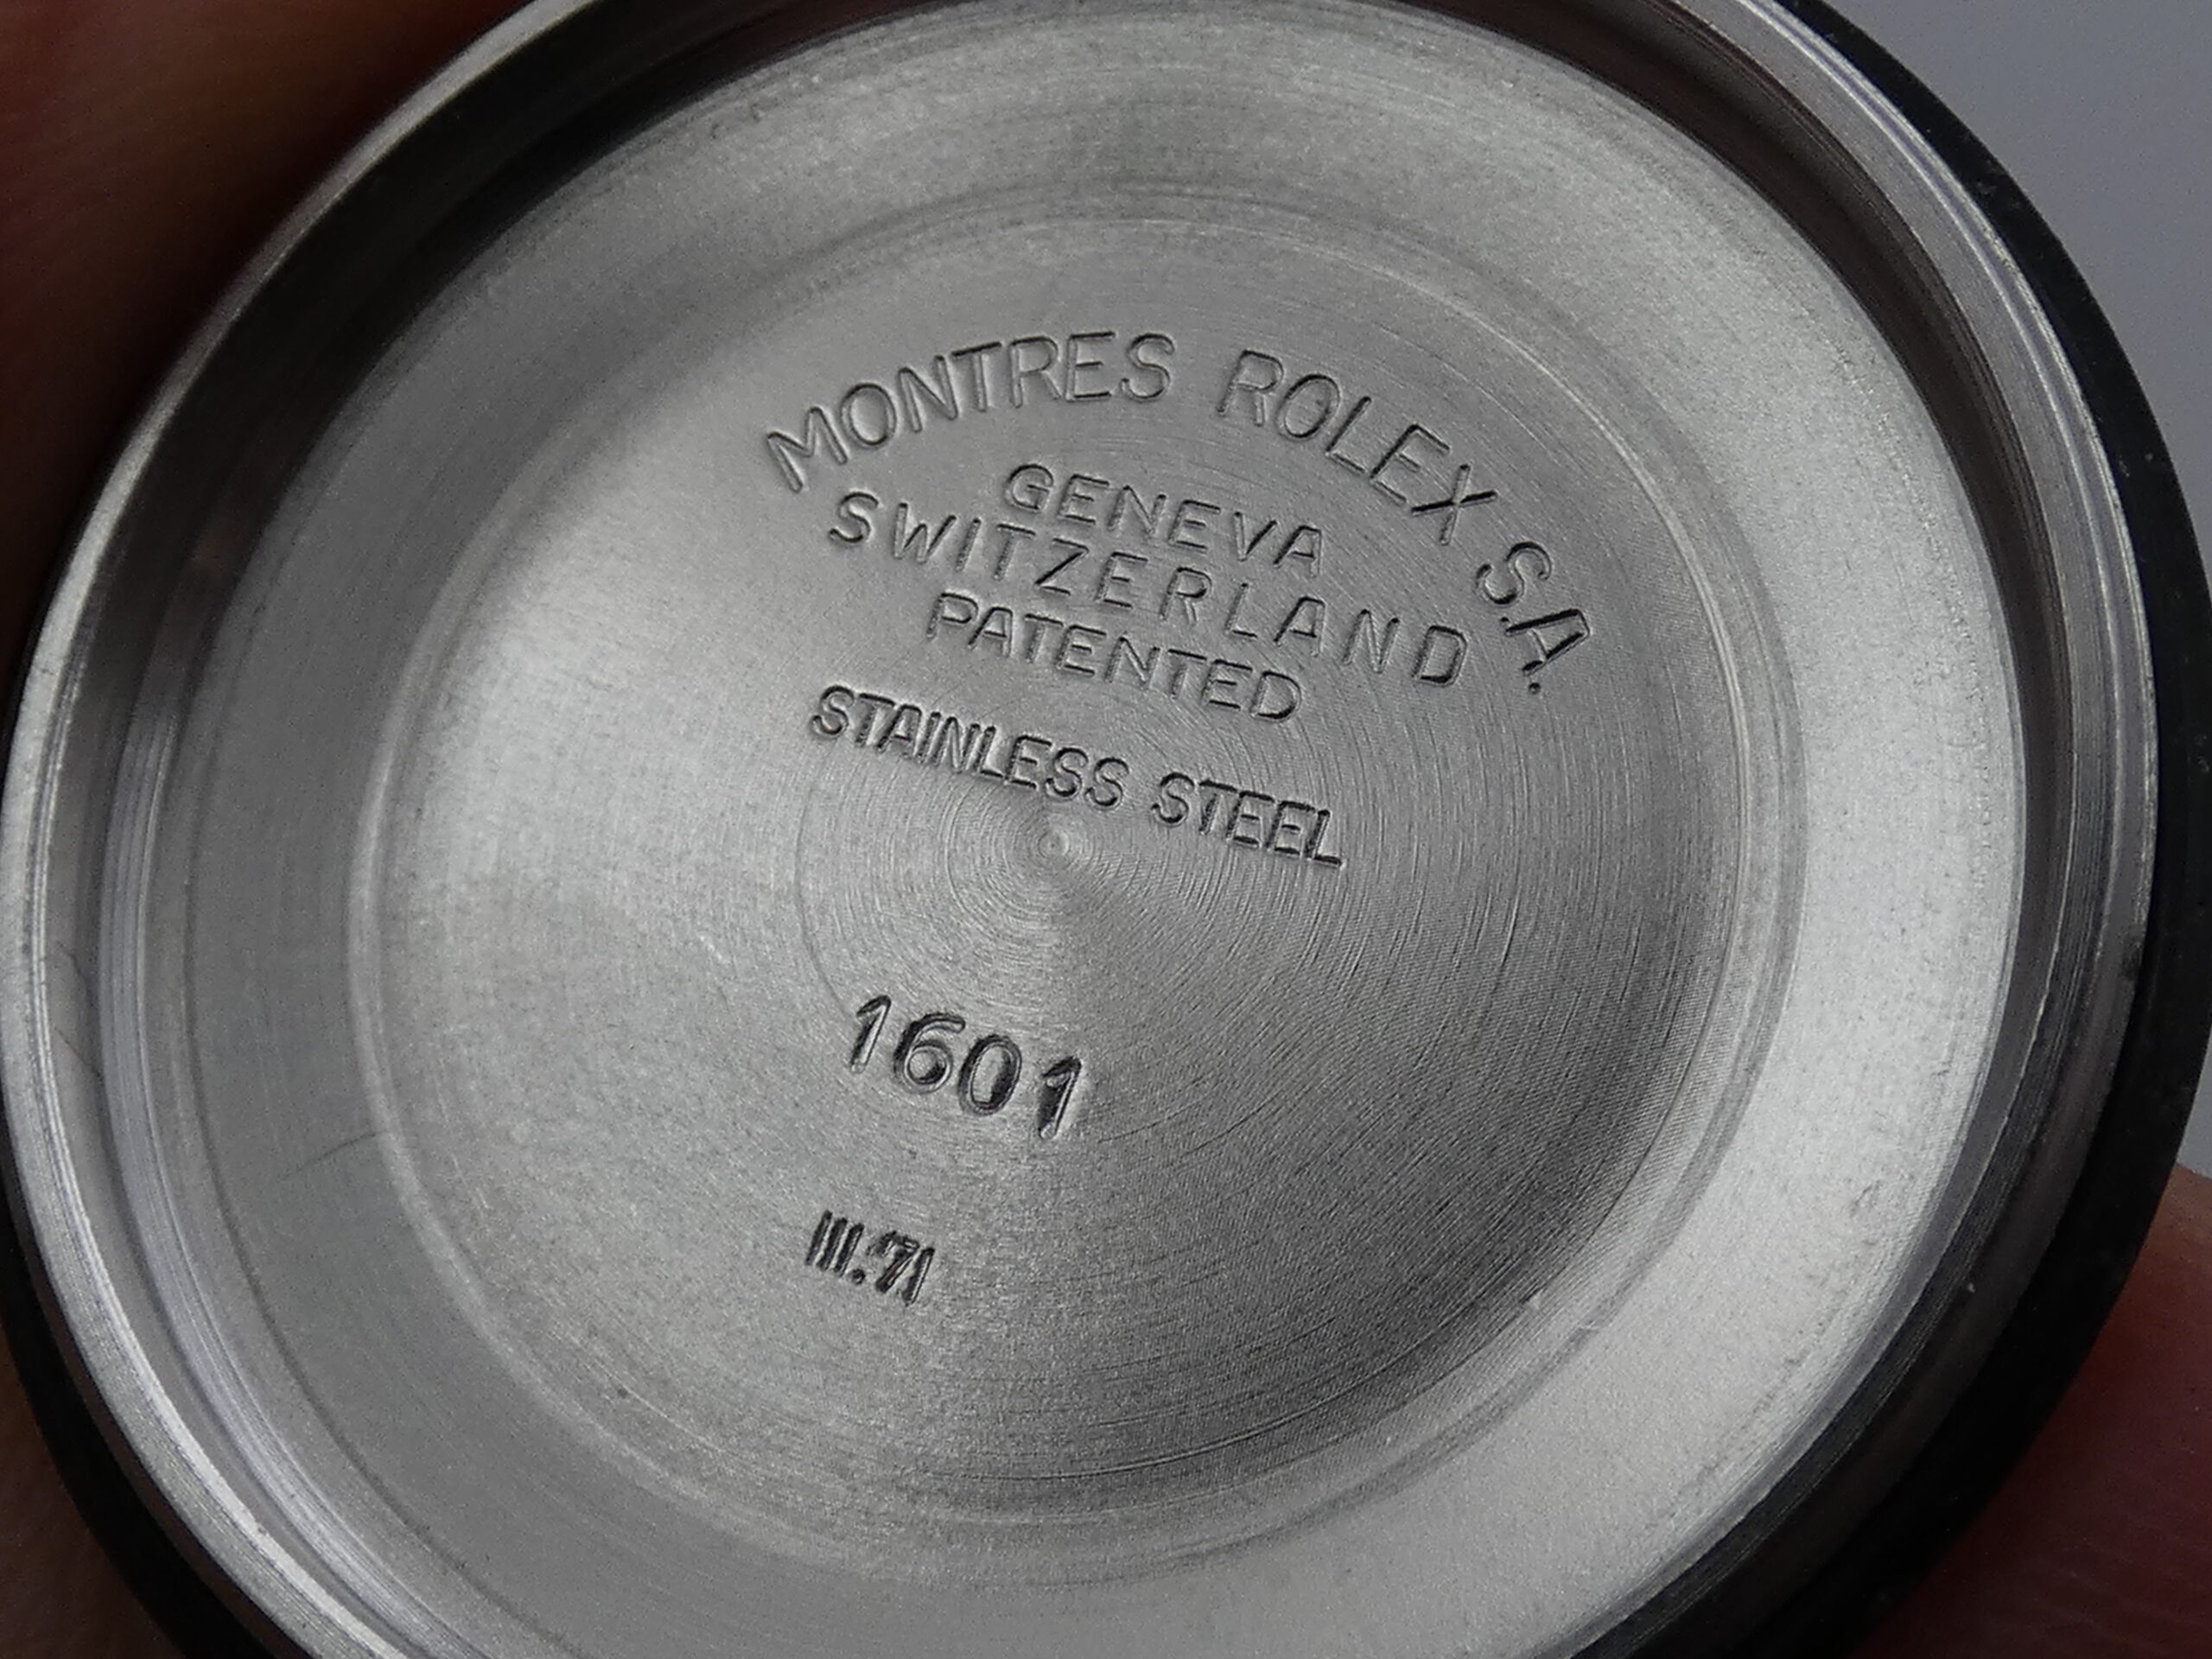 MONTRES ROLEX S.A.
GENEVA
SWITZERLAND
PATENTED
STAINLESS STEEL
1601
III.71